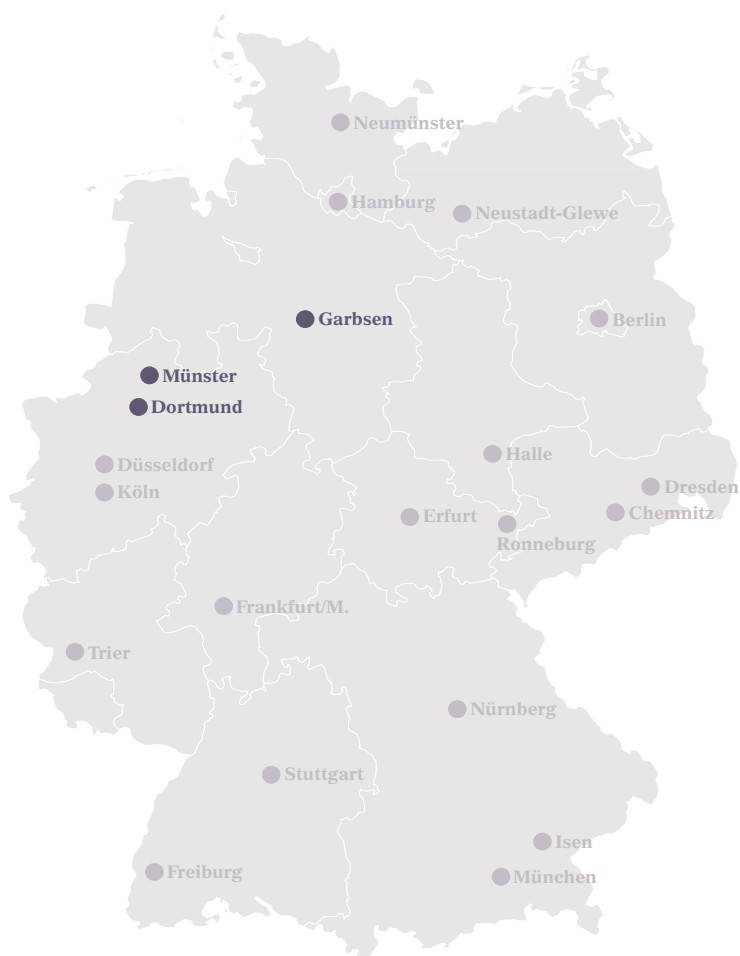 Neumünster
Hamburg
Neustadt-Glewe
Garbsen
Berlin
Münster
Dortmund
Halle
Düsseldorf
Dresden
Köln
Chemnitz
Erfurt
Ronneburg
Frankfurt/M.
Trier
Nürnberg
Stuttgart
Isen
Freiburg
München